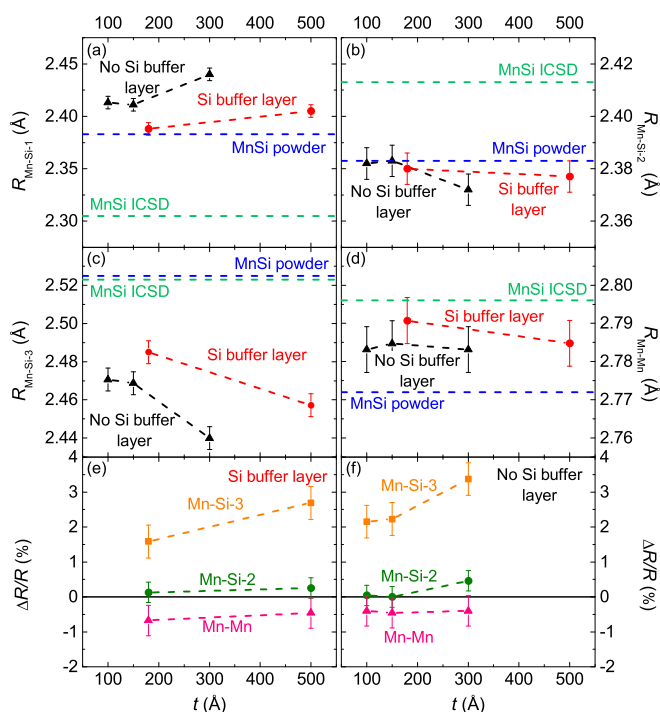 100 200 300 400 500 100 200 300 400 500
(a)
No Si buffer
layer
Si buffer layer
MnSi powder
MnSi ICSD
2.45
2.40
2.35
2.30
R_Mn-Si-1 (Å)
(b)
MnSi ICSD
No Si buffer
layer
Si buffer
layer
2.42
2.40
2.38
2.36
R_Mn-Si-2 (Å)
(c)
MnSi powder
MnSi ICSD
Si buffer layer
No Si buffer
layer
2.52
2.50
2.48
2.46
2.44
R_Mn-Si-3 (Å)
(d)
MnSi ICSD
Si buffer layer
No Si buffer
layer
MnSi powder
2.80
2.79
2.78
2.77
2.76
R_Mn-Mn (Å)
(e)
Si buffer layer
Mn-Si-3
Mn-Si-2
Mn-Mn
4
2
0
-2
ΔR/R (%)
0 100 200 300 400 500
t (Å)
(f)
No Si buffer
layer
Mn-Si-3
Mn-Si-2
Mn-Mn
4
3
2
1
0
-1
-2
ΔR/R (%)
100 200 300 400 500
t (Å)